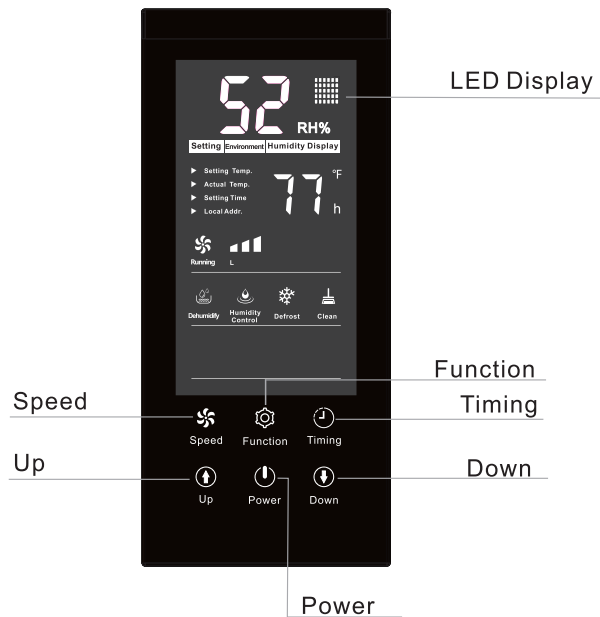 52
RH%
LED Display
Setting Environment Humidity Display
▶ Setting Temp.
▶ Actual Temp.
▶ Setting Time
▶ Local Addr.
77 °F
h
Running L
Dehumidify Humidity Control Defrost Clean
Function
Speed
Timing
Speed Function Timing
Up
Down
Up Power Down
Power